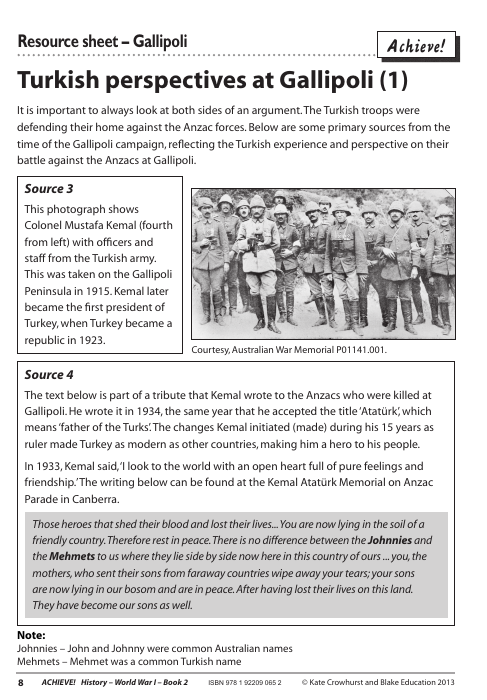 Resource sheet – Gallipoli
Achieve!
Turkish perspectives at Gallipoli (1)
It is important to always look at both sides of an argument. The Turkish troops were
defending their home against the Anzac forces. Below are some primary sources from the
time of the Gallipoli campaign, reflecting the Turkish experience and perspective on their
battle against the Anzacs at Gallipoli.
Source 3
This photograph shows
Colonel Mustafa Kemal (fourth
from left) with officers and
staff from the Turkish army.
This was taken on the Gallipoli
Peninsula in 1915. Kemal later
became the first president of
Turkey, when Turkey became a
republic in 1923.
Courtesy, Australian War Memorial P01141.001.
Source 4
The text below is part of a tribute that Kemal wrote to the Anzacs who were killed at
Gallipoli. He wrote it in 1934, the same year that he accepted the title ‘Atatürk’, which
means ‘father of the Turks’. The changes Kemal initiated (made) during his 15 years as
ruler made Turkey as modern as other countries, making him a hero to his people.
In 1933, Kemal said, ‘I look to the world with an open heart full of pure feelings and
friendship.’ The writing below can be found at the Kemal Atatürk Memorial on Anzac
Parade in Canberra.
Those heroes that shed their blood and lost their lives... You are now lying in the soil of a
friendly country. Therefore rest in peace. There is no difference between the Johnnies and
the Mehmets to us where they lie side by side now here in this country of ours ... you, the
mothers, who sent their sons from faraway countries wipe away your tears; your sons
are now lying in our bosom and are in peace. After having lost their lives on this land.
They have become our sons as well.
Note:
Johnnies – John and Johnny were common Australian names
Mehmets – Mehmet was a common Turkish name
8 ACHIEVE! History – World War I – Book 2 ISBN 978 1 92209 065 2 © Kate Crowhurst and Blake Education 2013